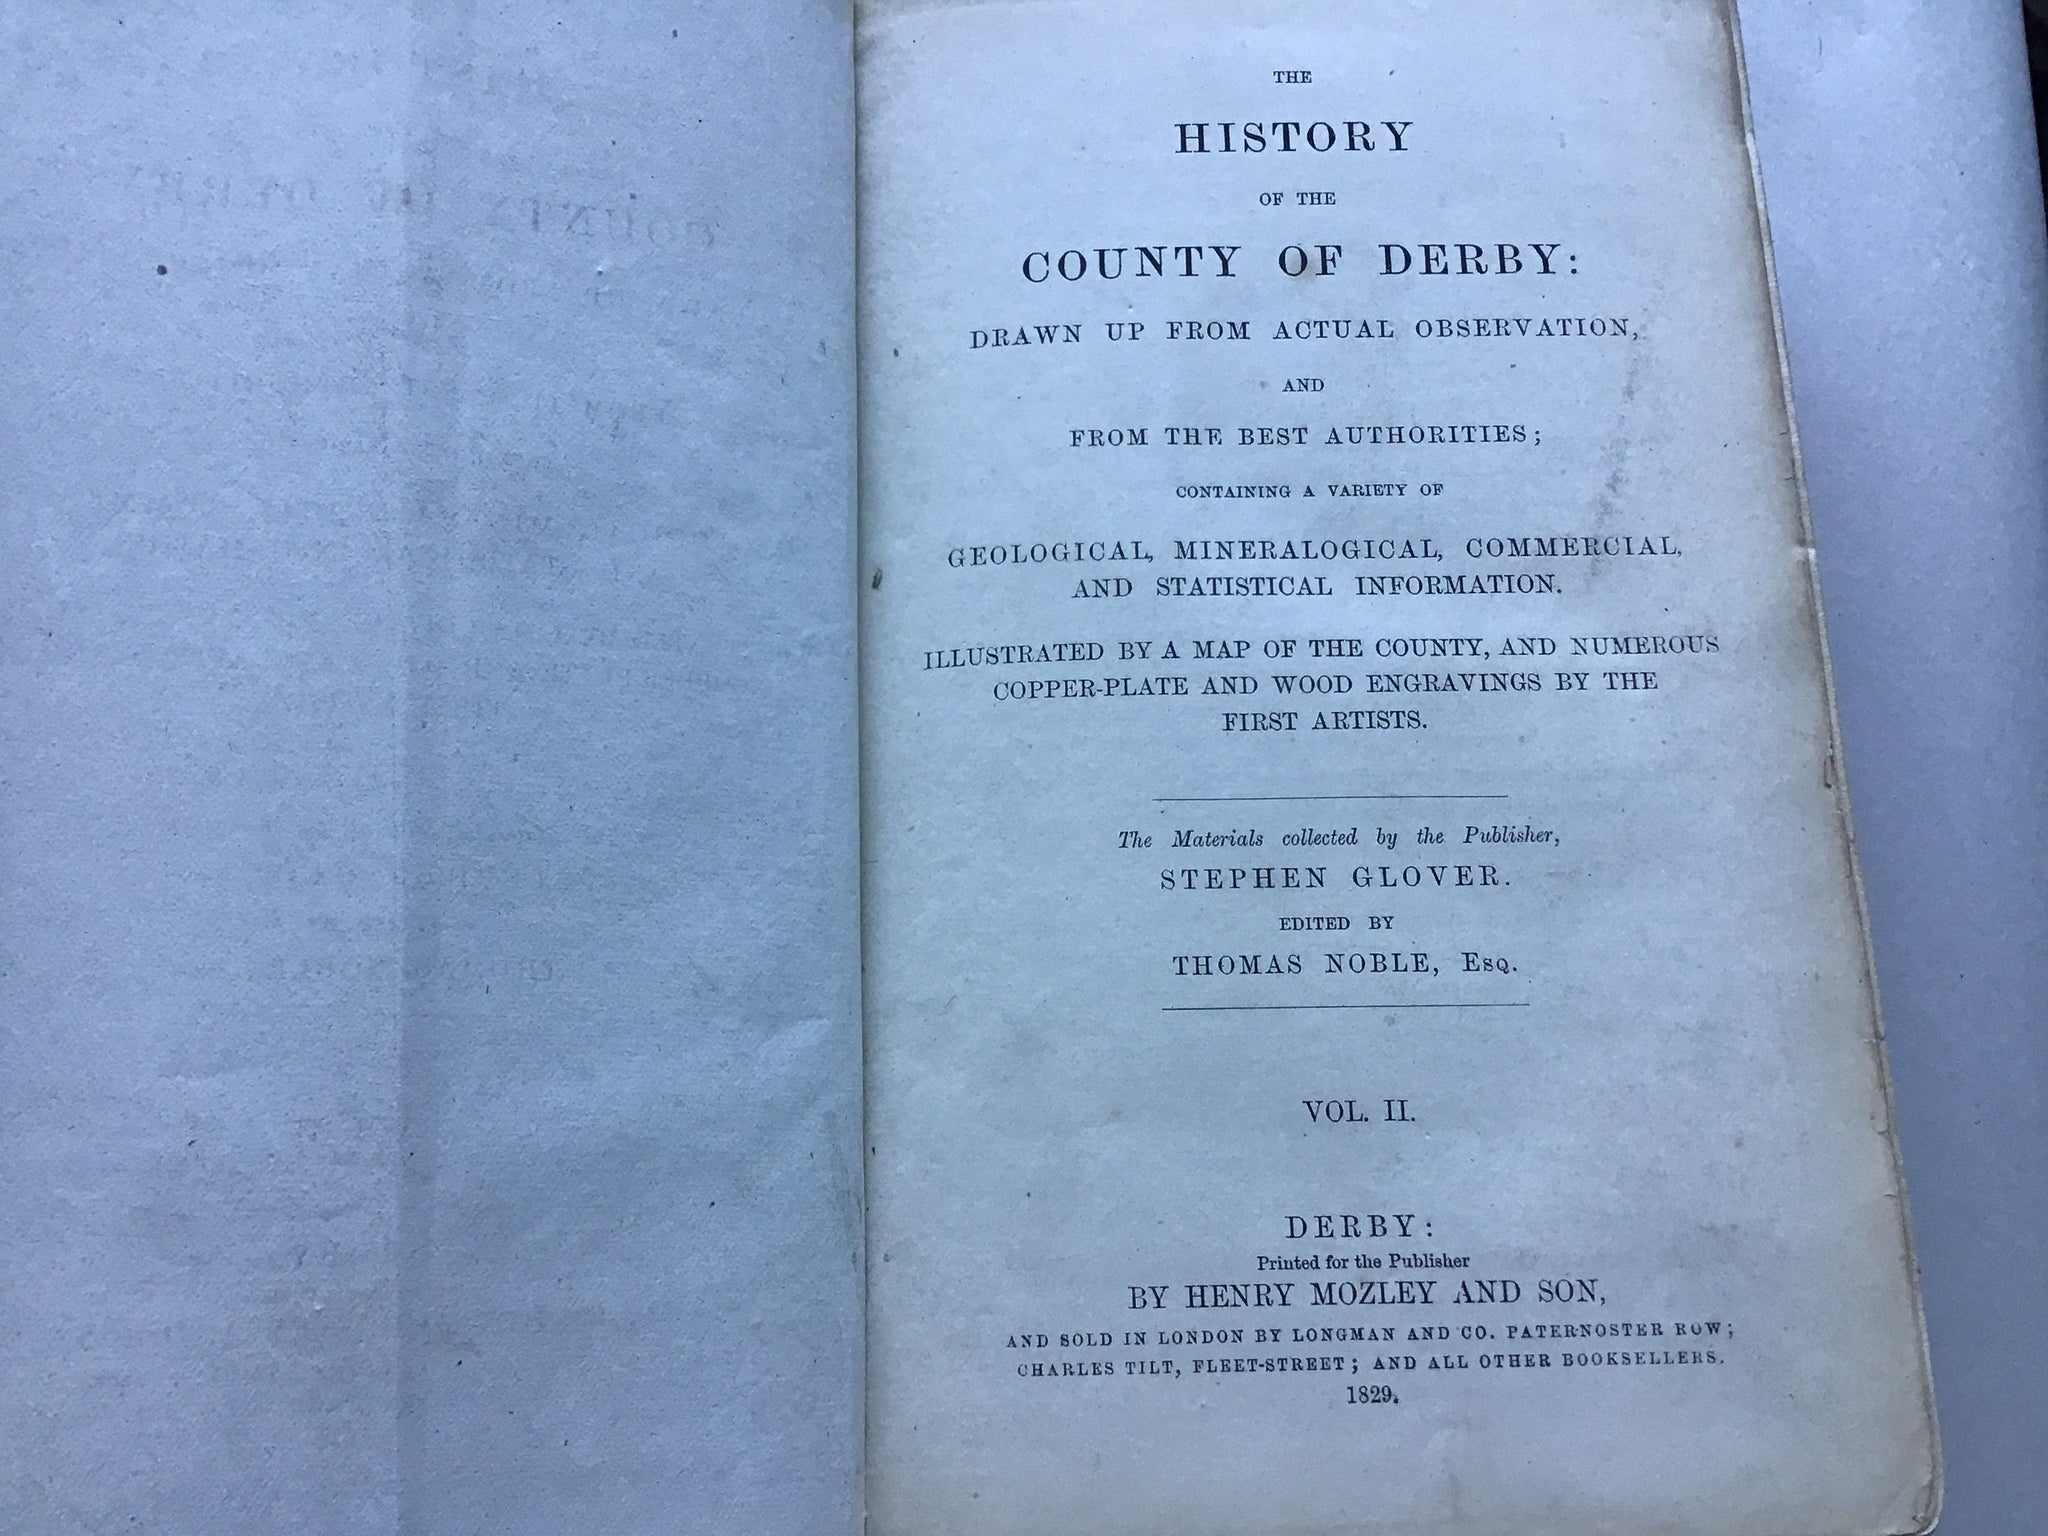 THE
HISTORY
OF THE
COUNTY OF DERBY:
DRAWN UP FROM ACTUAL OBSERVATION,
AND
FROM THE BEST AUTHORITIES;
CONTAINING A VARIETY OF
GEOLOGICAL, MINERALOGICAL, COMMERCIAL,
AND STATISTICAL INFORMATION.
ILLUSTRATED BY A MAP OF THE COUNTY, AND NUMEROUS
COPPER-PLATE AND WOOD ENGRAVINGS BY THE
FIRST ARTISTS.
The Materials collected by the Publisher,
STEPHEN GLOVER.
EDITED BY
THOMAS NOBLE, ESQ.
VOL. II.
DERBY:
Printed for the Publisher
BY HENRY MOZLEY AND SON,
AND SOLD IN LONDON BY LONGMAN AND CO. PATERNOSTER ROW;
CHARLES TILT, FLEET-STREET; AND ALL OTHER BOOKSELLERS.
1829.